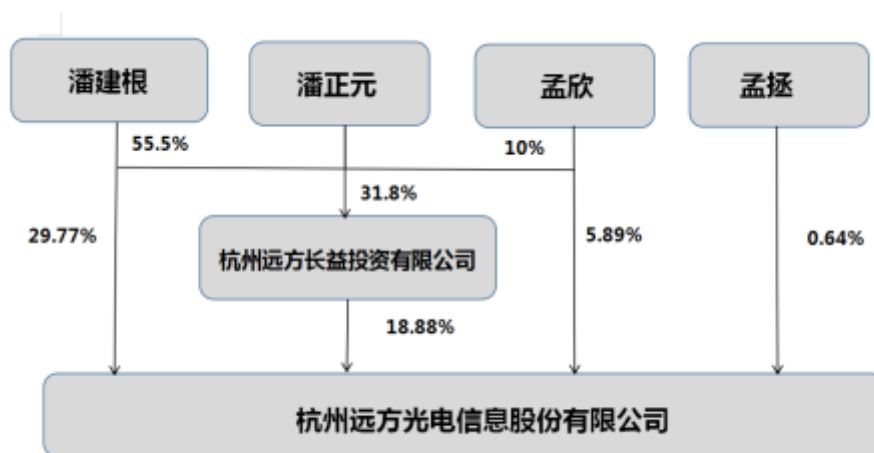 潘建根
潘正元
孟欣
孟拯
55.5%
10%
31.8%
29.77%
5.89%
0.64%
杭州远方长益投资有限公司
18.88%
杭州远方光电信息股份有限公司